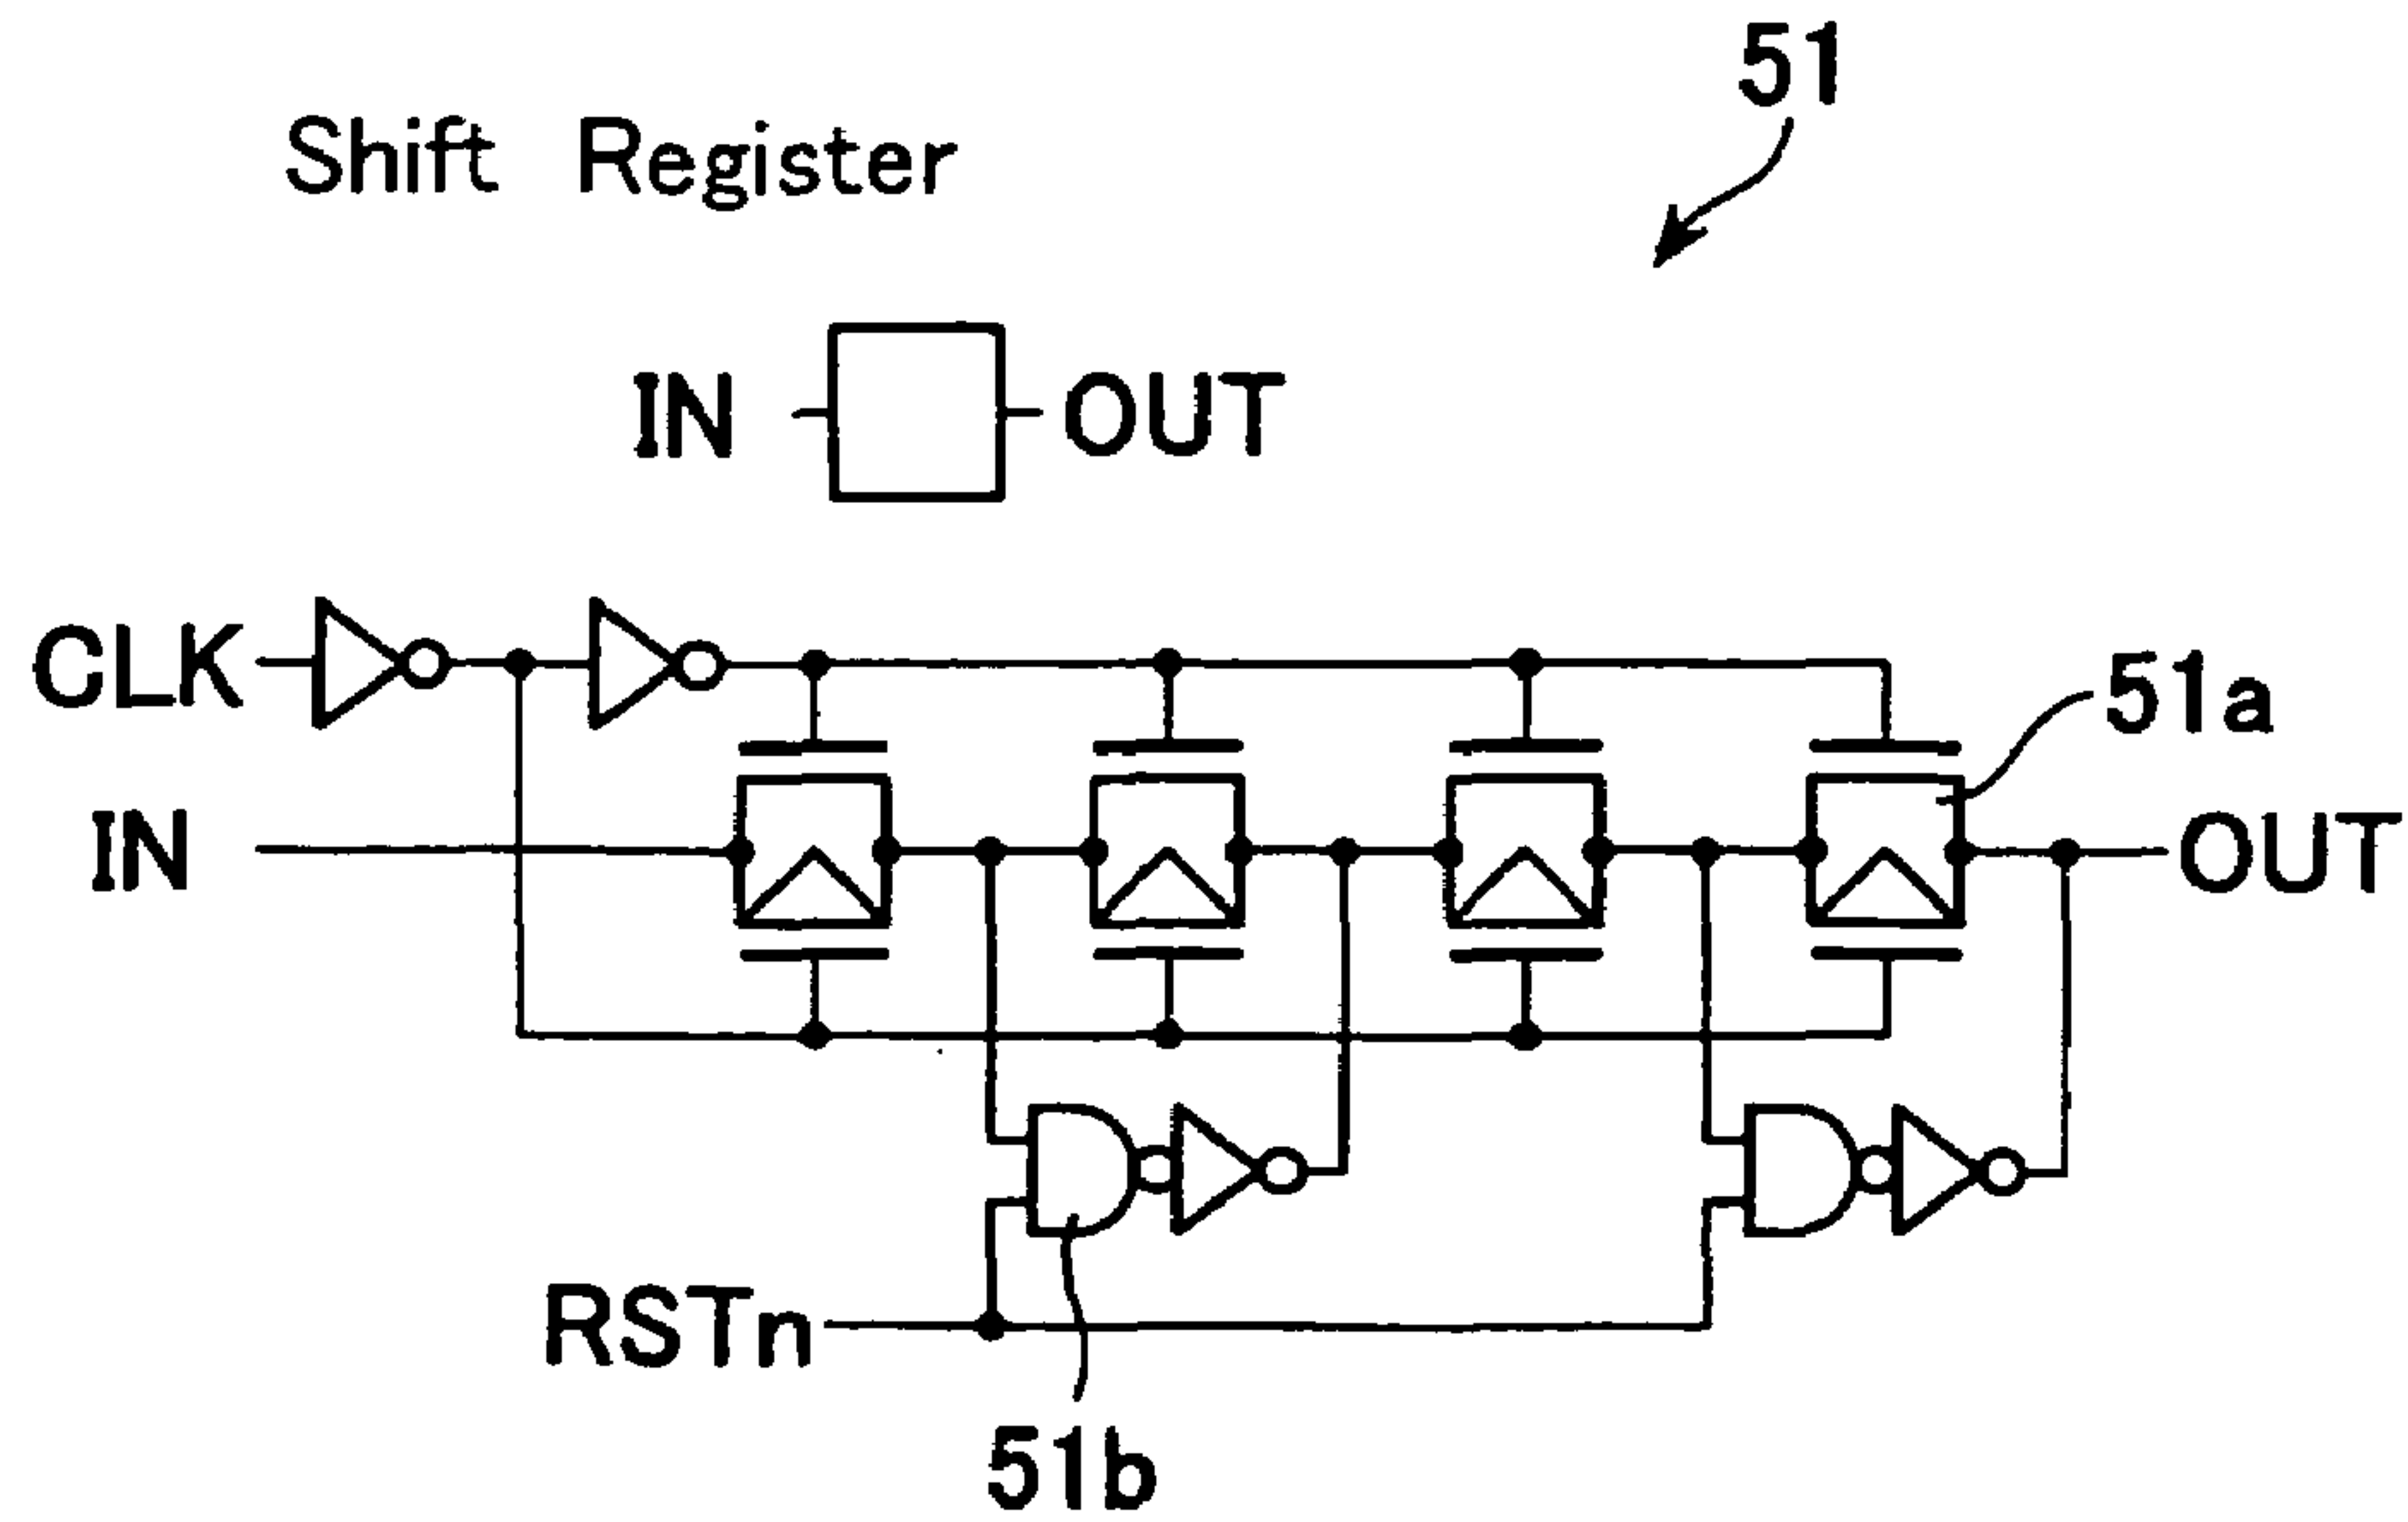 51
Shift Register
IN OUT
CLK
51a
IN
OUT
RSTn
51b